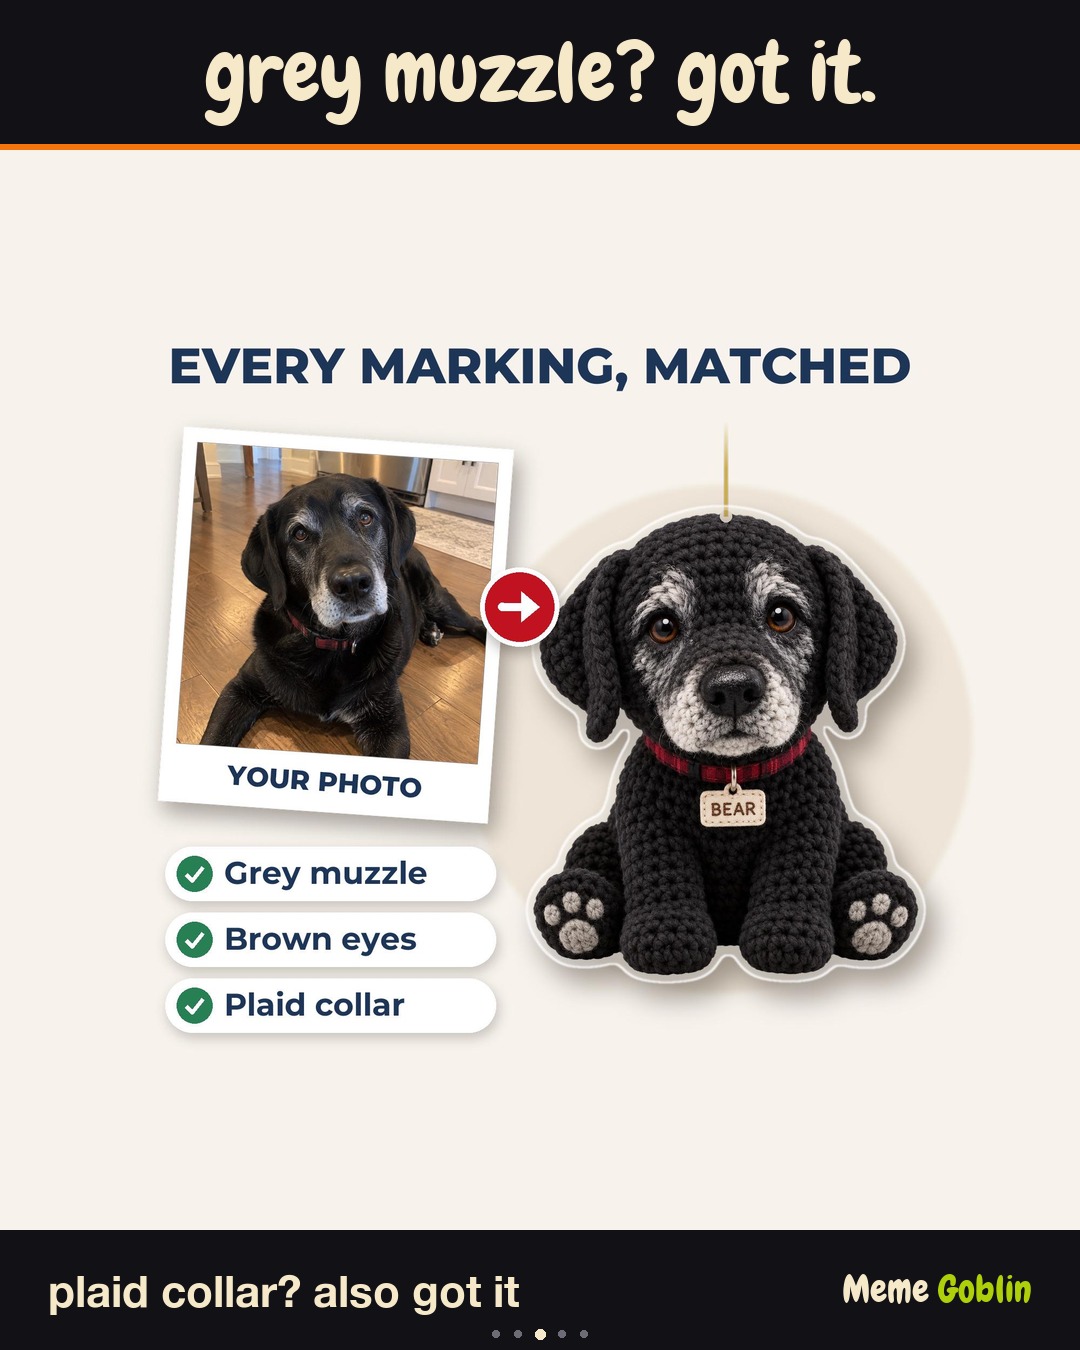 grey muzzle? got it.
EVERY MARKING, MATCHED
YOUR PHOTO
BEAR
Grey muzzle
Brown eyes
Plaid collar
plaid collar? also got it
Meme Goblin